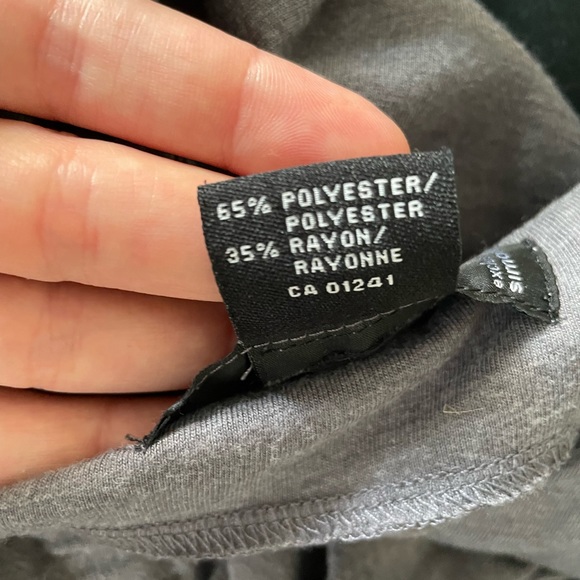 65% POLYESTER/
POLYESTER
35% RAYON/
RAYONNE
CA 01241